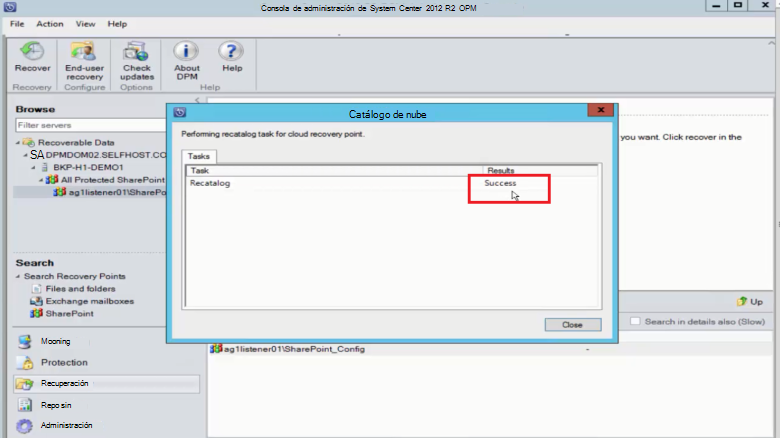 Consola de administración de System Center 2012 R2 OPM
File Action View Help
Recover
End-user recovery
Check updates
About DPM
Help
Recovery Configure Options Help
Browse
Filter servers
Recoverable Data
SADPMDOM02.SELFHOST.CO
BKP-H1-DEMO1
All Protected SharePoint
ag1listener01\SharePo
Search
Search Recovery Points
Files and folders
Exchange mailboxes
SharePoint
Mooning
Protection
Recuperación
Repo sin
Administración
Catálogo de nube
Performing recatalog task for cloud recovery point.
Tasks
Task Results
Recatalog Success
Close
you want. Click recover in the
Up
Search in details also (Slow)
ag1listener01\SharePoint_Config -